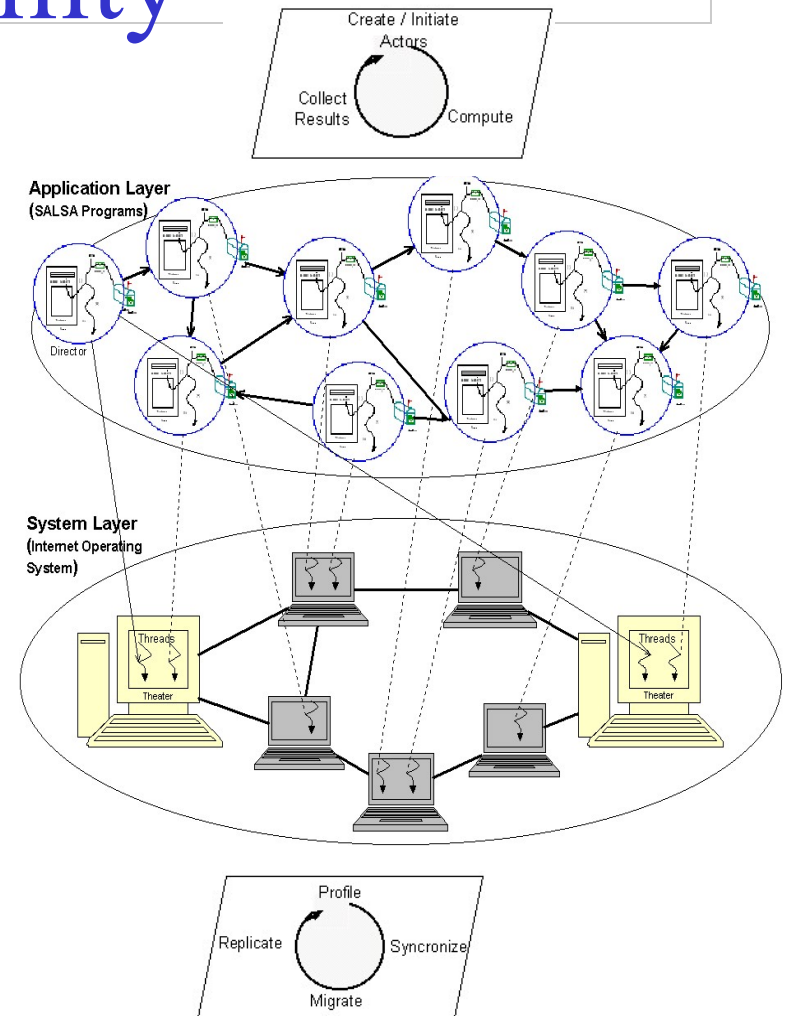 Create / Initiate
Actors
Collect
Results
Compute
Application Layer
(SALSA Programs)
Director
System Layer
(Internet Operating
System)
Threads
Theater
Threads
Theater
Profile
Replicate
Syncronize
Migrate